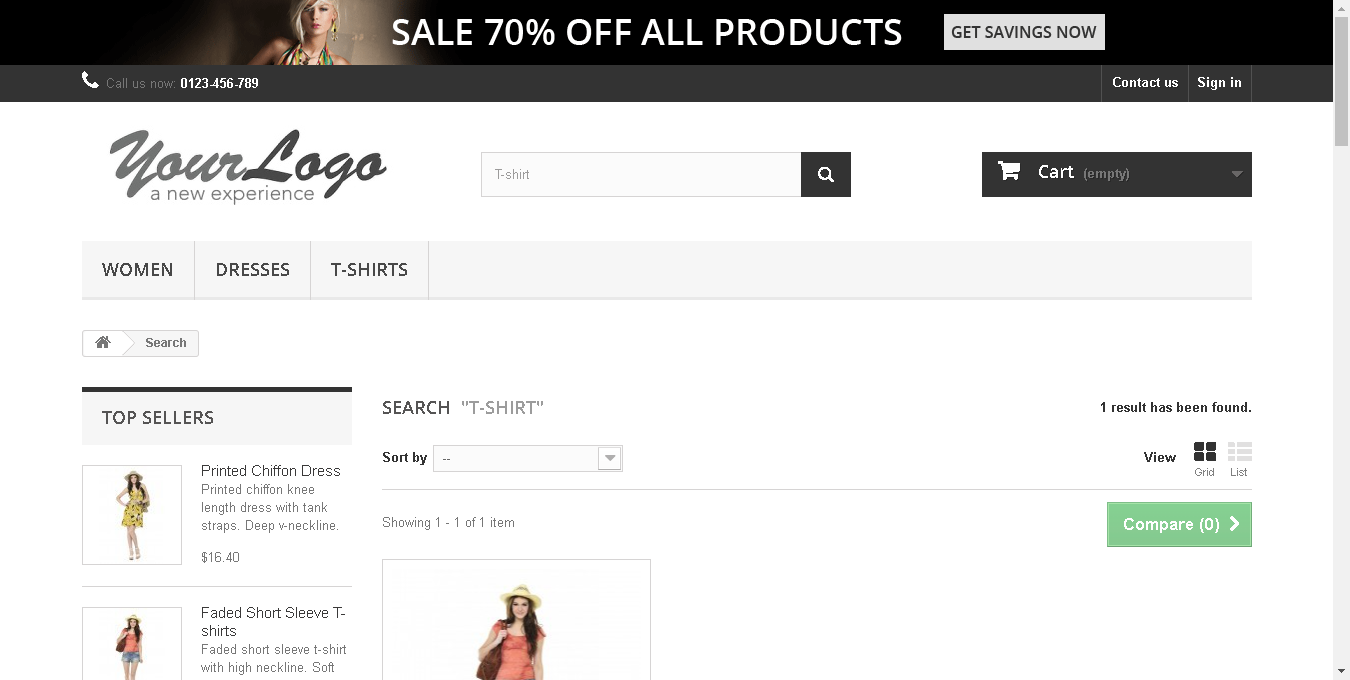 SALE 70% OFF ALL PRODUCTS
GET SAVINGS NOW
Call us now: 0123-456-789
Contact us
Sign in
YourLogo
a new experience
T-shirt
Cart (empty)
WOMEN
DRESSES
T-SHIRTS
Search
TOP SELLERS
Printed Chiffon Dress
Printed chiffon knee
length dress with tank
straps. Deep v-neckline.
$16.40
Faded Short Sleeve T-
shirts
Faded short sleeve t-shirt
with high neckline. Soft
SEARCH "T-SHIRT"
1 result has been found.
Sort by --
View
Grid
List
Showing 1 - 1 of 1 item
Compare (0)